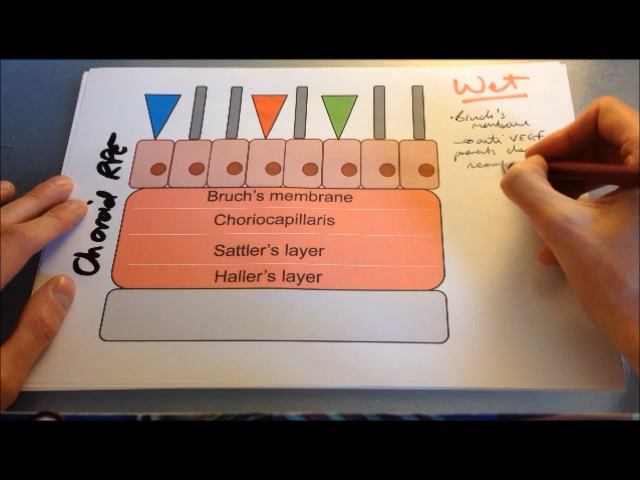 Wet
• Bruch's
membrane
→ anti VEGF
RPE
Choroid
Bruch's membrane
Choriocapillaris
Sattler's layer
Haller's layer